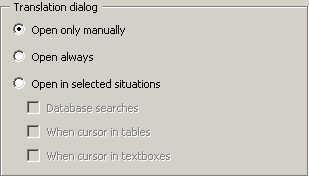 Translation dialog
Open only manually
Open always
Open in selected situations
Database searches
When cursor in tables
When cursor in textboxes